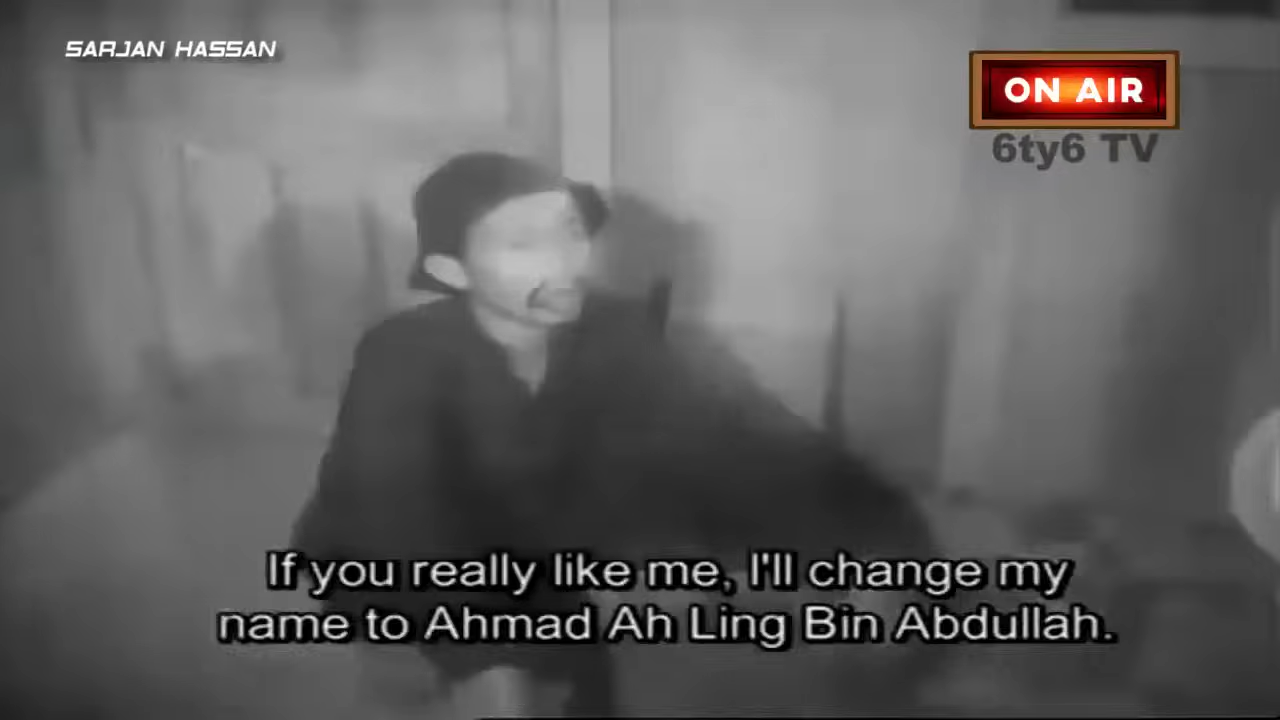 SARJAN HASSAN
ON AIR
6ty6 TV
If you really like me, I'll change my
name to Ahmad Ah Ling Bin Abdullah.